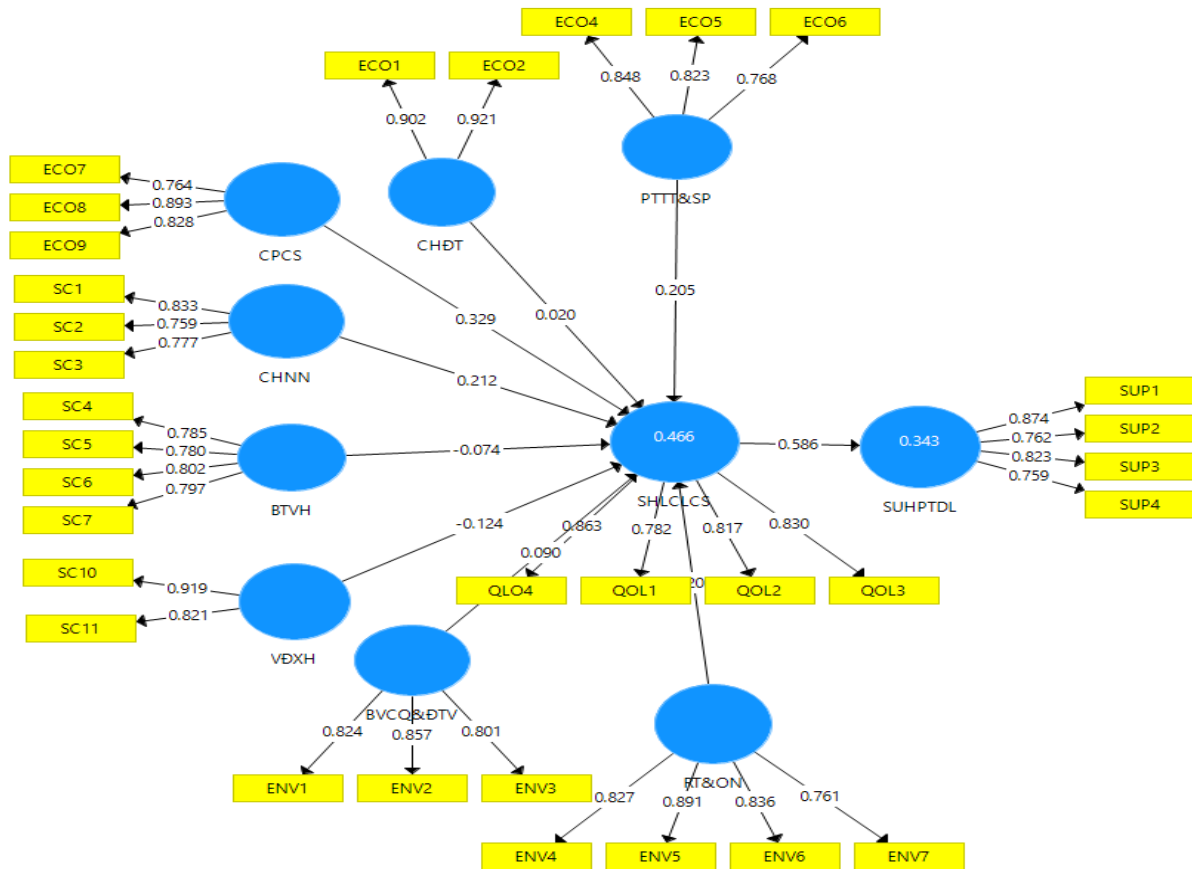 ECO4 ECO5 ECO6
ECO1 ECO2
0.848 0.823 0.768
0.902 0.921
ECO7
ECO8
ECO9
0.764
0.893
0.828
CPCS
CHĐT
PTTT&SP
SC1
SC2
SC3
0.833
0.759
0.777
CHNN
0.329
0.020
0.205
0.212
SC4
SC5
SC6
SC7
0.785
0.780
0.802
0.797
BTVH
-0.074
0.466
SHLCLCS
0.586
0.343
SUHPTDL
0.874
0.762
0.823
0.759
SUP1
SUP2
SUP3
SUP4
SC10
SC11
0.919
0.821
VĐXH
-0.124
0.090
0.863
0.782
0.817
0.830
QLO4 QOL1 QOL2 QOL3
BVCQ&ĐTV
0.824 0.857 0.801
ENV1 ENV2 ENV3
RT&ON
0.827 0.891 0.836 0.761
ENV4 ENV5 ENV6 ENV7